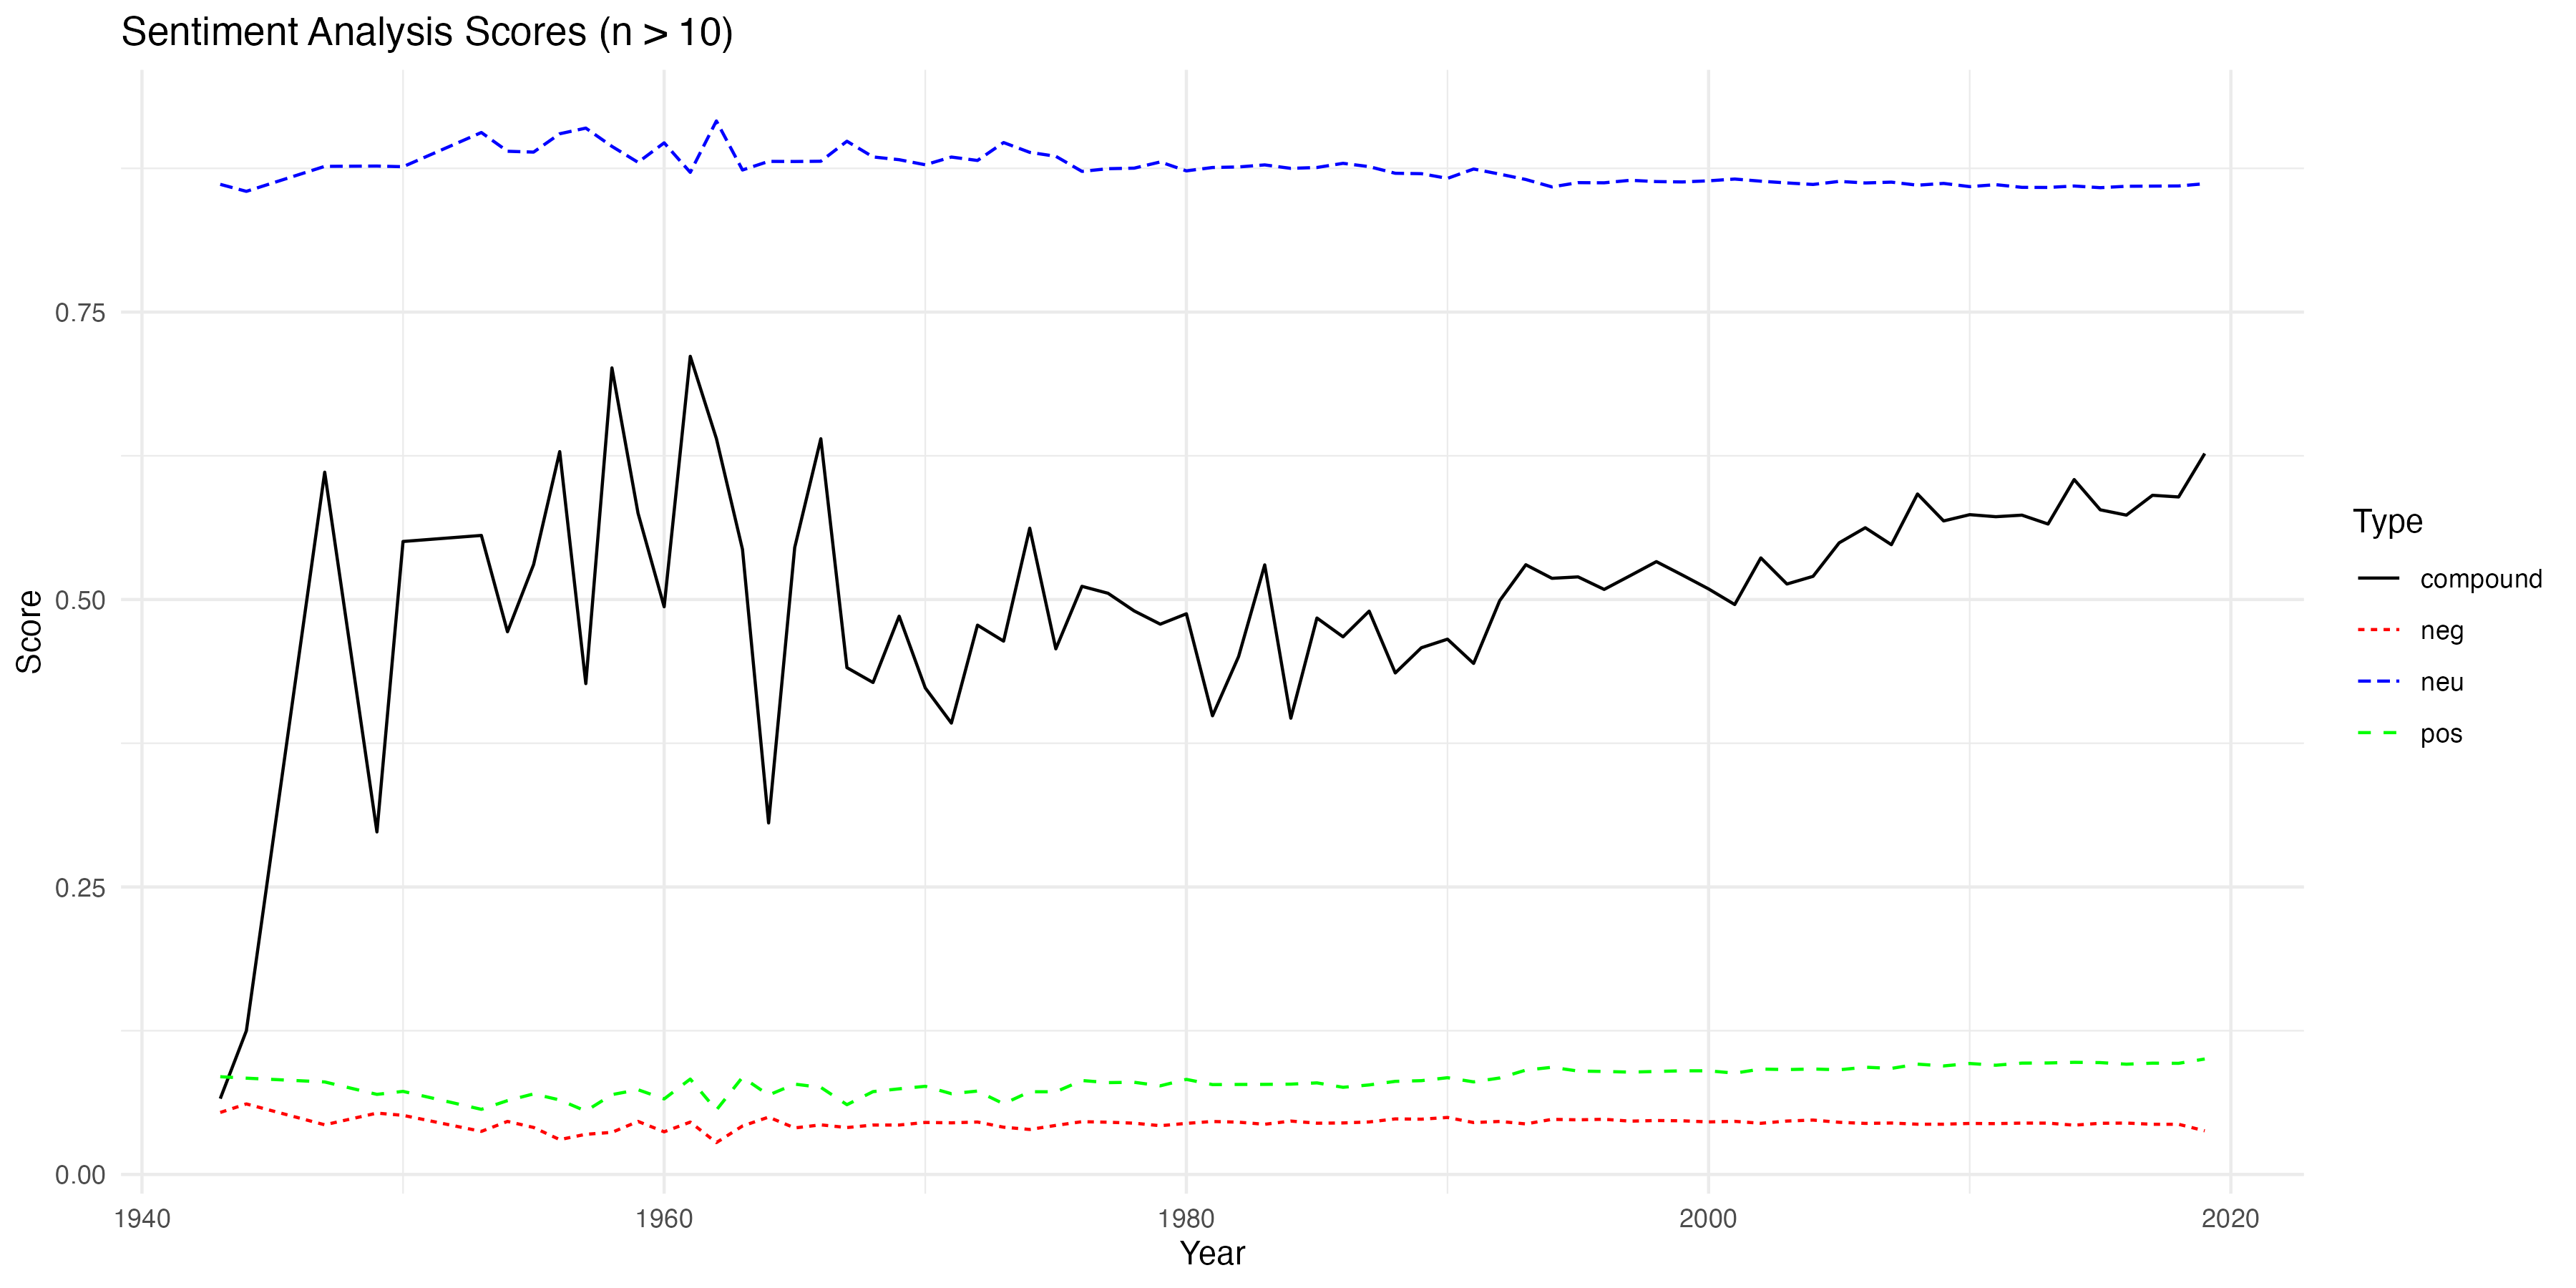 Sentiment Analysis Scores (n > 10)
0.75
0.50
0.25
0.00
Score
1940 1960 1980 2000 2020
Year
Type
compound
neg
neu
pos